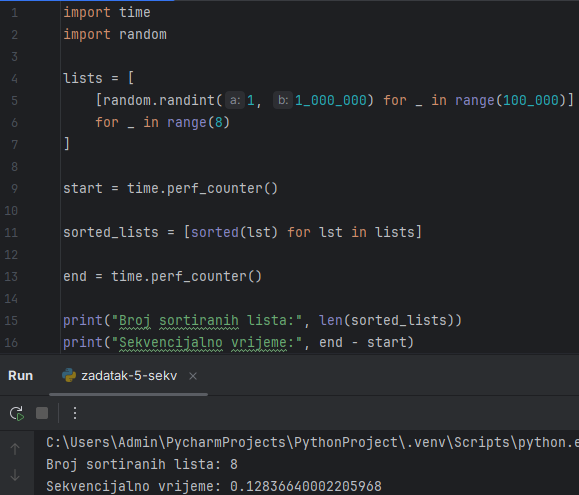 1 import time
2 import random
3
4 lists = [
5 [random.randint( a: 1, b: 1_000_000) for _ in range(100_000)]
6 for _ in range(8)
7 ]
8
9 start = time.perf_counter()
10
11 sorted_lists = [sorted(lst) for lst in lists]
12
13 end = time.perf_counter()
14
15 print("Broj sortiranih lista:", len(sorted_lists))
16 print("Sekvencijalno vrijeme:", end - start)
Run zadatak-5-sekv ×
C:\Users\Admin\PycharmProjects\PythonProject\.venv\Scripts\python.e
Broj sortiranih lista: 8
Sekvencijalno vrijeme: 0.12836640002205968